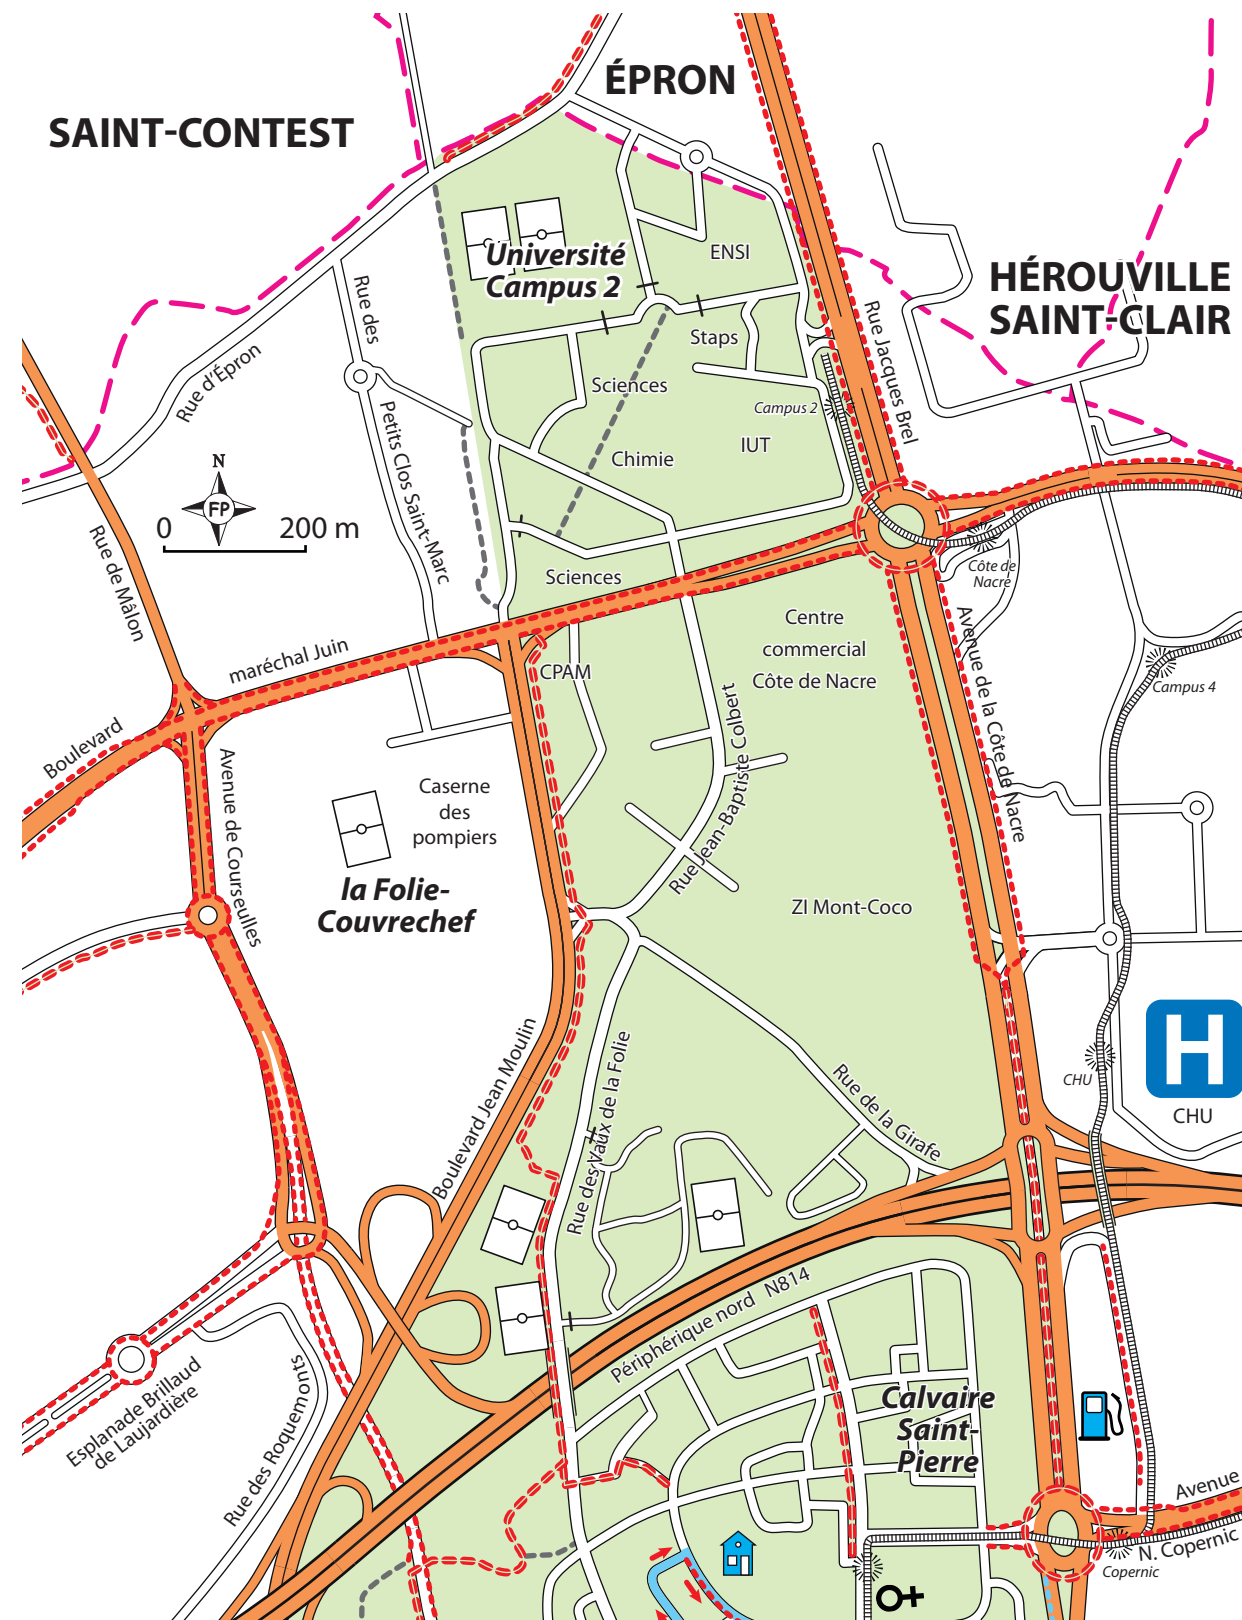 ÉPRON
SAINT-CONTEST
Université
Campus 2
ENSI
HÉROUVILLE
SAINT-CLAIR
Rue des
Petits Clos Saint-Marc
Rue d'Épron
Rue Jacques Brel
Staps
Sciences
Campus 2
IUT
Chimie
N
FP
0 200 m
Rue de Mâlon
Sciences
Côte de
Nacre
Centre
commercial
Côte de Nacre
Boulevard
maréchal Juin
CPAM
Campus 4
Avenue de la Côte de Nacre
Rue Jean-Baptiste Colbert
Avenue de Courseulles
Caserne
des
pompiers
la Folie-
Couvrechef
ZI Mont-Coco
Boulevard Jean Moulin
Rue des Vaux de la Folie
Rue de la Girafe
H
CHU
CHU
Périphérique nord N814
Esplanade Brillaud
de Laujardière
Rue des Roquemonts
Calvaire
Saint-
Pierre
Avenue
N. Copernic
Copernic